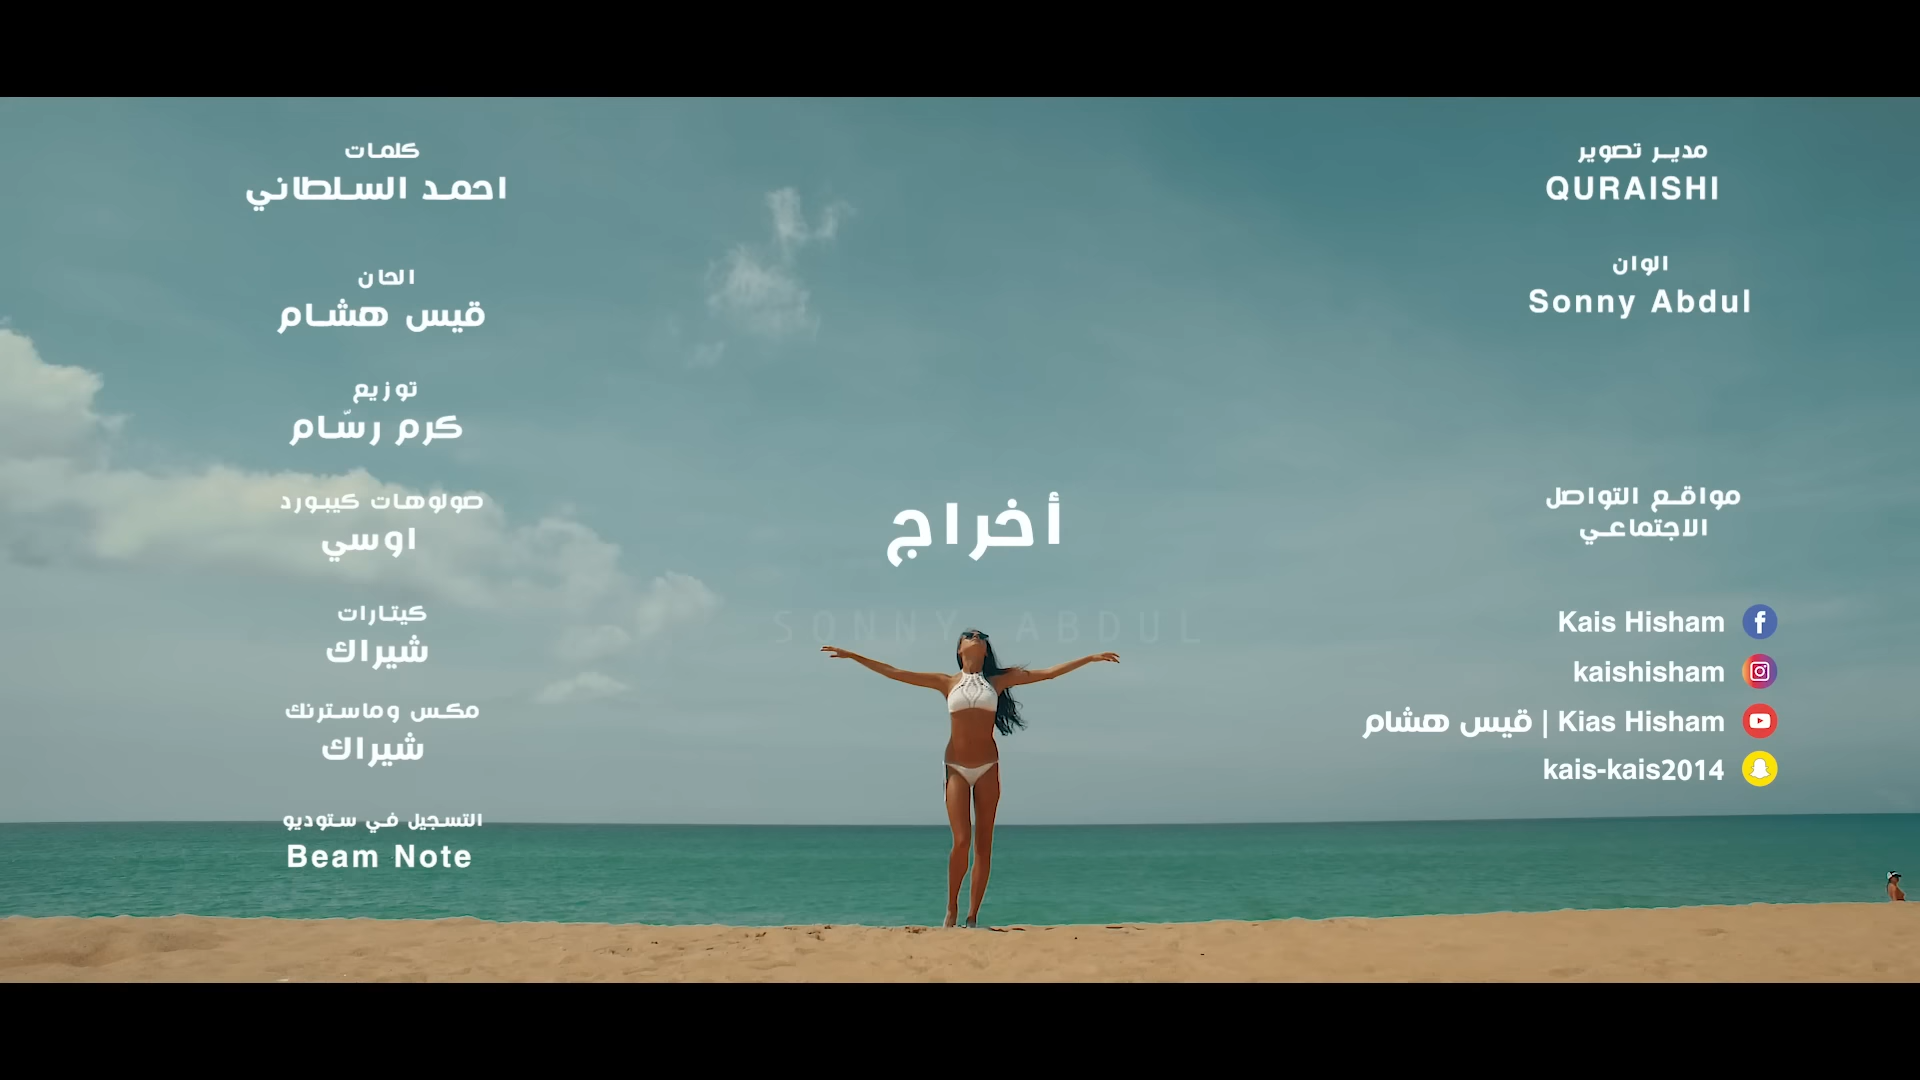 كلمات
احمد السلطاني
الحان
قيس هشام
توزيع
كرم رسّام
صولوهات كيبورد
اوسي
كيتارات
شيراك
مكس وماسترنك
شيراك
التسجيل في ستوديو
Beam Note
أخراج
SONNY ABDUL
مدير تصوير
QURAISHI
الوان
Sonny Abdul
مواقع التواصل
الاجتماعي
Kais Hisham
kaishisham
قيس هشام | Kias Hisham
kais-kais2014